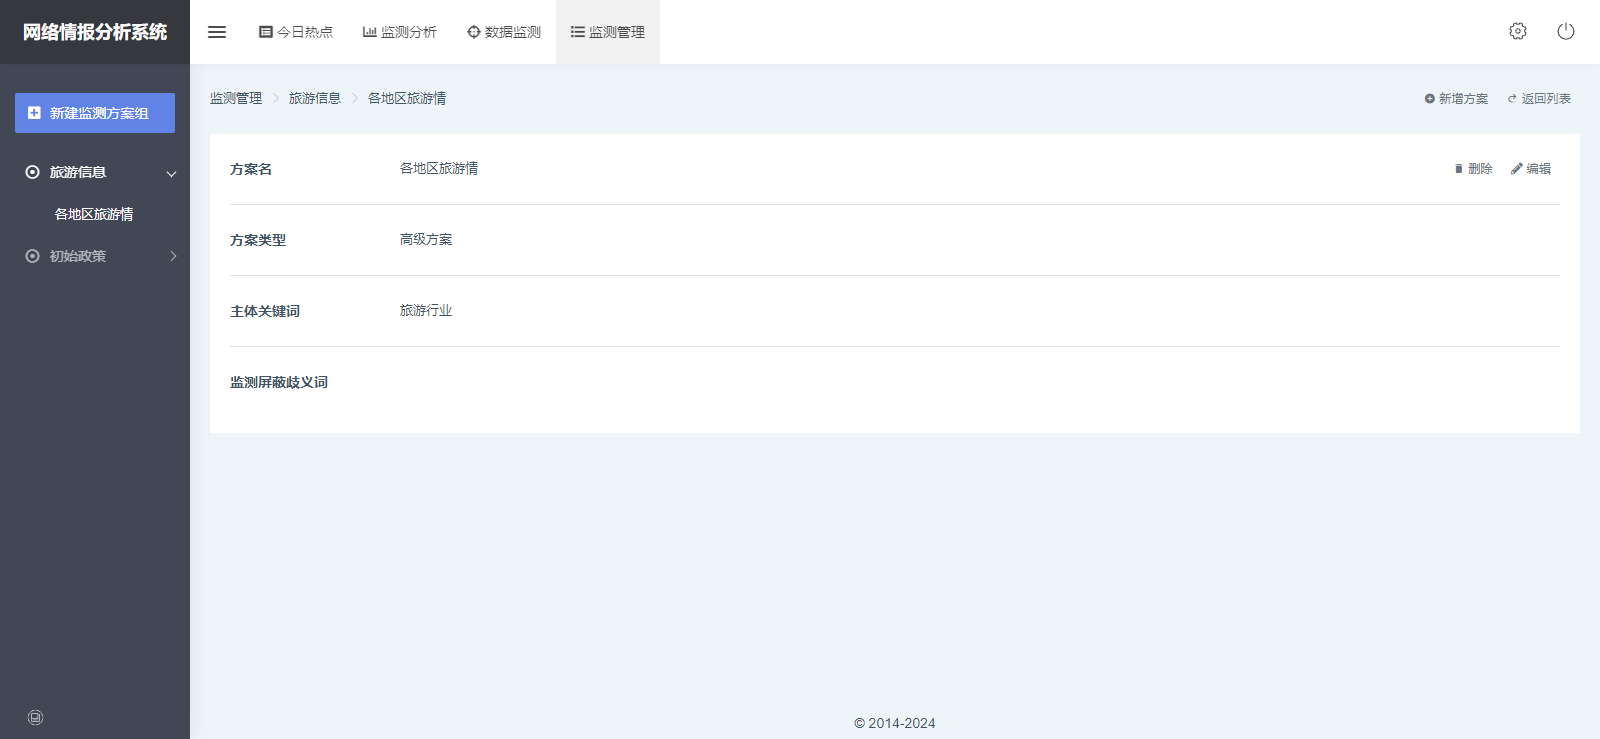 网络情报分析系统
今日热点
监测分析
数据监测
监测管理
新建监测方案组
旅游信息
各地区旅游情
初始政策
监测管理 旅游信息 各地区旅游情
新增方案 返回列表
方案名 各地区旅游情 删除 编辑
方案类型 高级方案
主体关键词 旅游行业
监测屏蔽歧义词
© 2014-2024